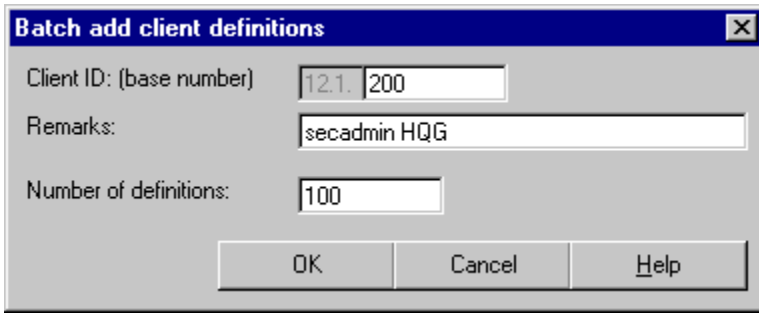 Batch add client definitions
Client ID: (base number) 12.1. 200
Remarks: secadmin HQG
Number of definitions: 100
OK Cancel Help